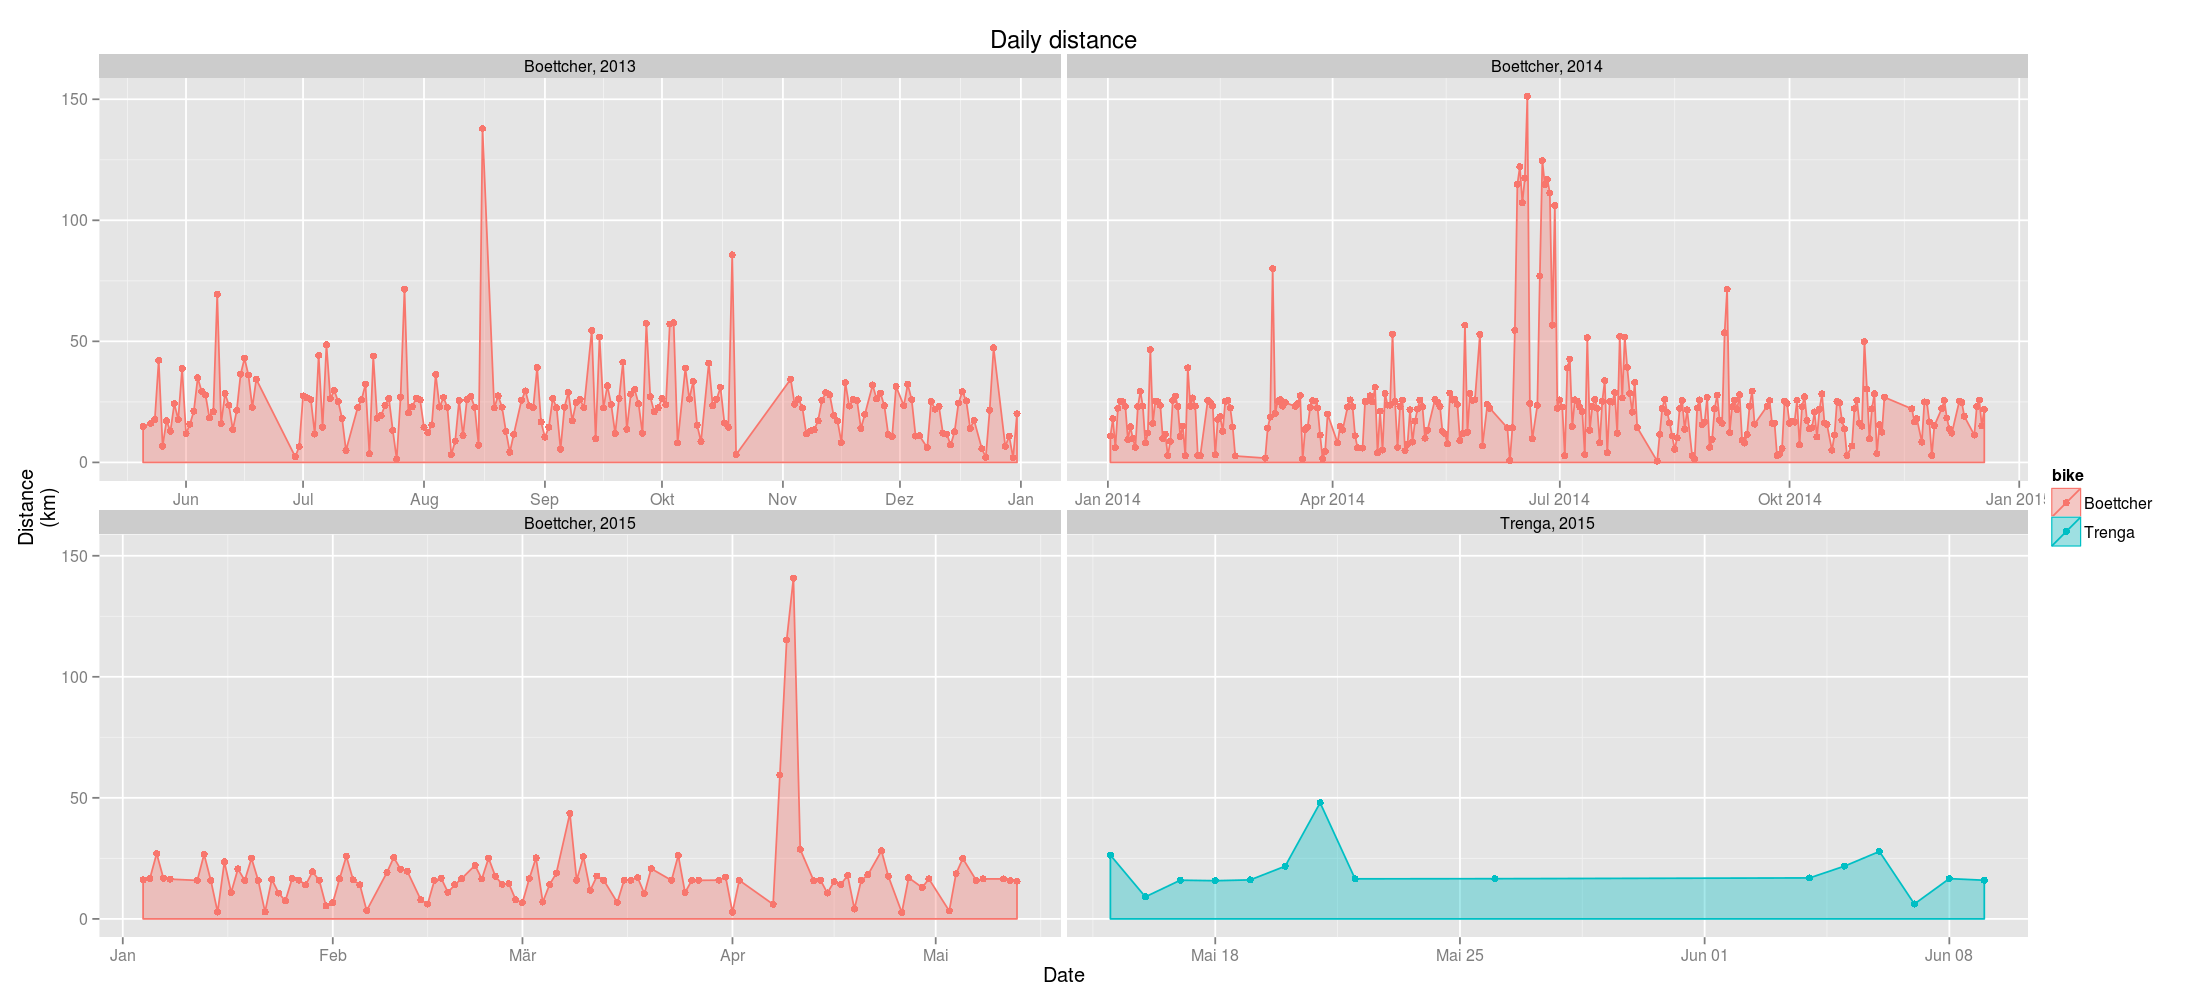 Daily distance
Boettcher, 2013
Boettcher, 2014
150
100
50
0
Jun Jul Aug Sep Okt Nov Dez Jan
Jan 2014 Apr 2014 Jul 2014 Okt 2014 Jan 201
Boettcher, 2015
Trenga, 2015
150
100
50
0
Jan Feb Mär Apr Mai
Mai 18 Mai 25 Jun 01 Jun 08
Distance
(km)
Date
bike
Boettcher
Trenga